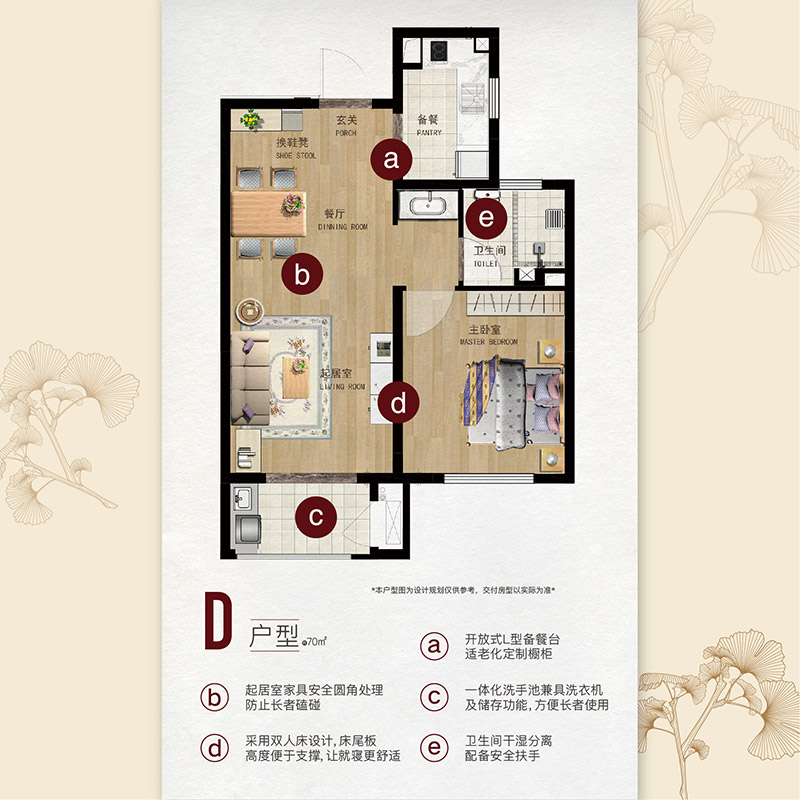 玄关
PORCH
备餐
PANTRY
换鞋凳
SHOE STOOL
a
餐厅
DINNING ROOM
e
卫生间
TOILET
b
主卧室
MASTER BEDROOM
起居室
LIVING ROOM
d
c
*本户型图为设计规划仅供参考，交付房型以实际为准*
D 户型 约70㎡
a 开放式L型备餐台
适老化定制橱柜
b 起居室家具安全圆角处理
防止长者磕碰
c 一体化洗手池兼具洗衣机
及储存功能，方便长者使用
d 采用双人床设计，床尾板
高度便于支撑，让就寝更舒适
e 卫生间干湿分离
配备安全扶手